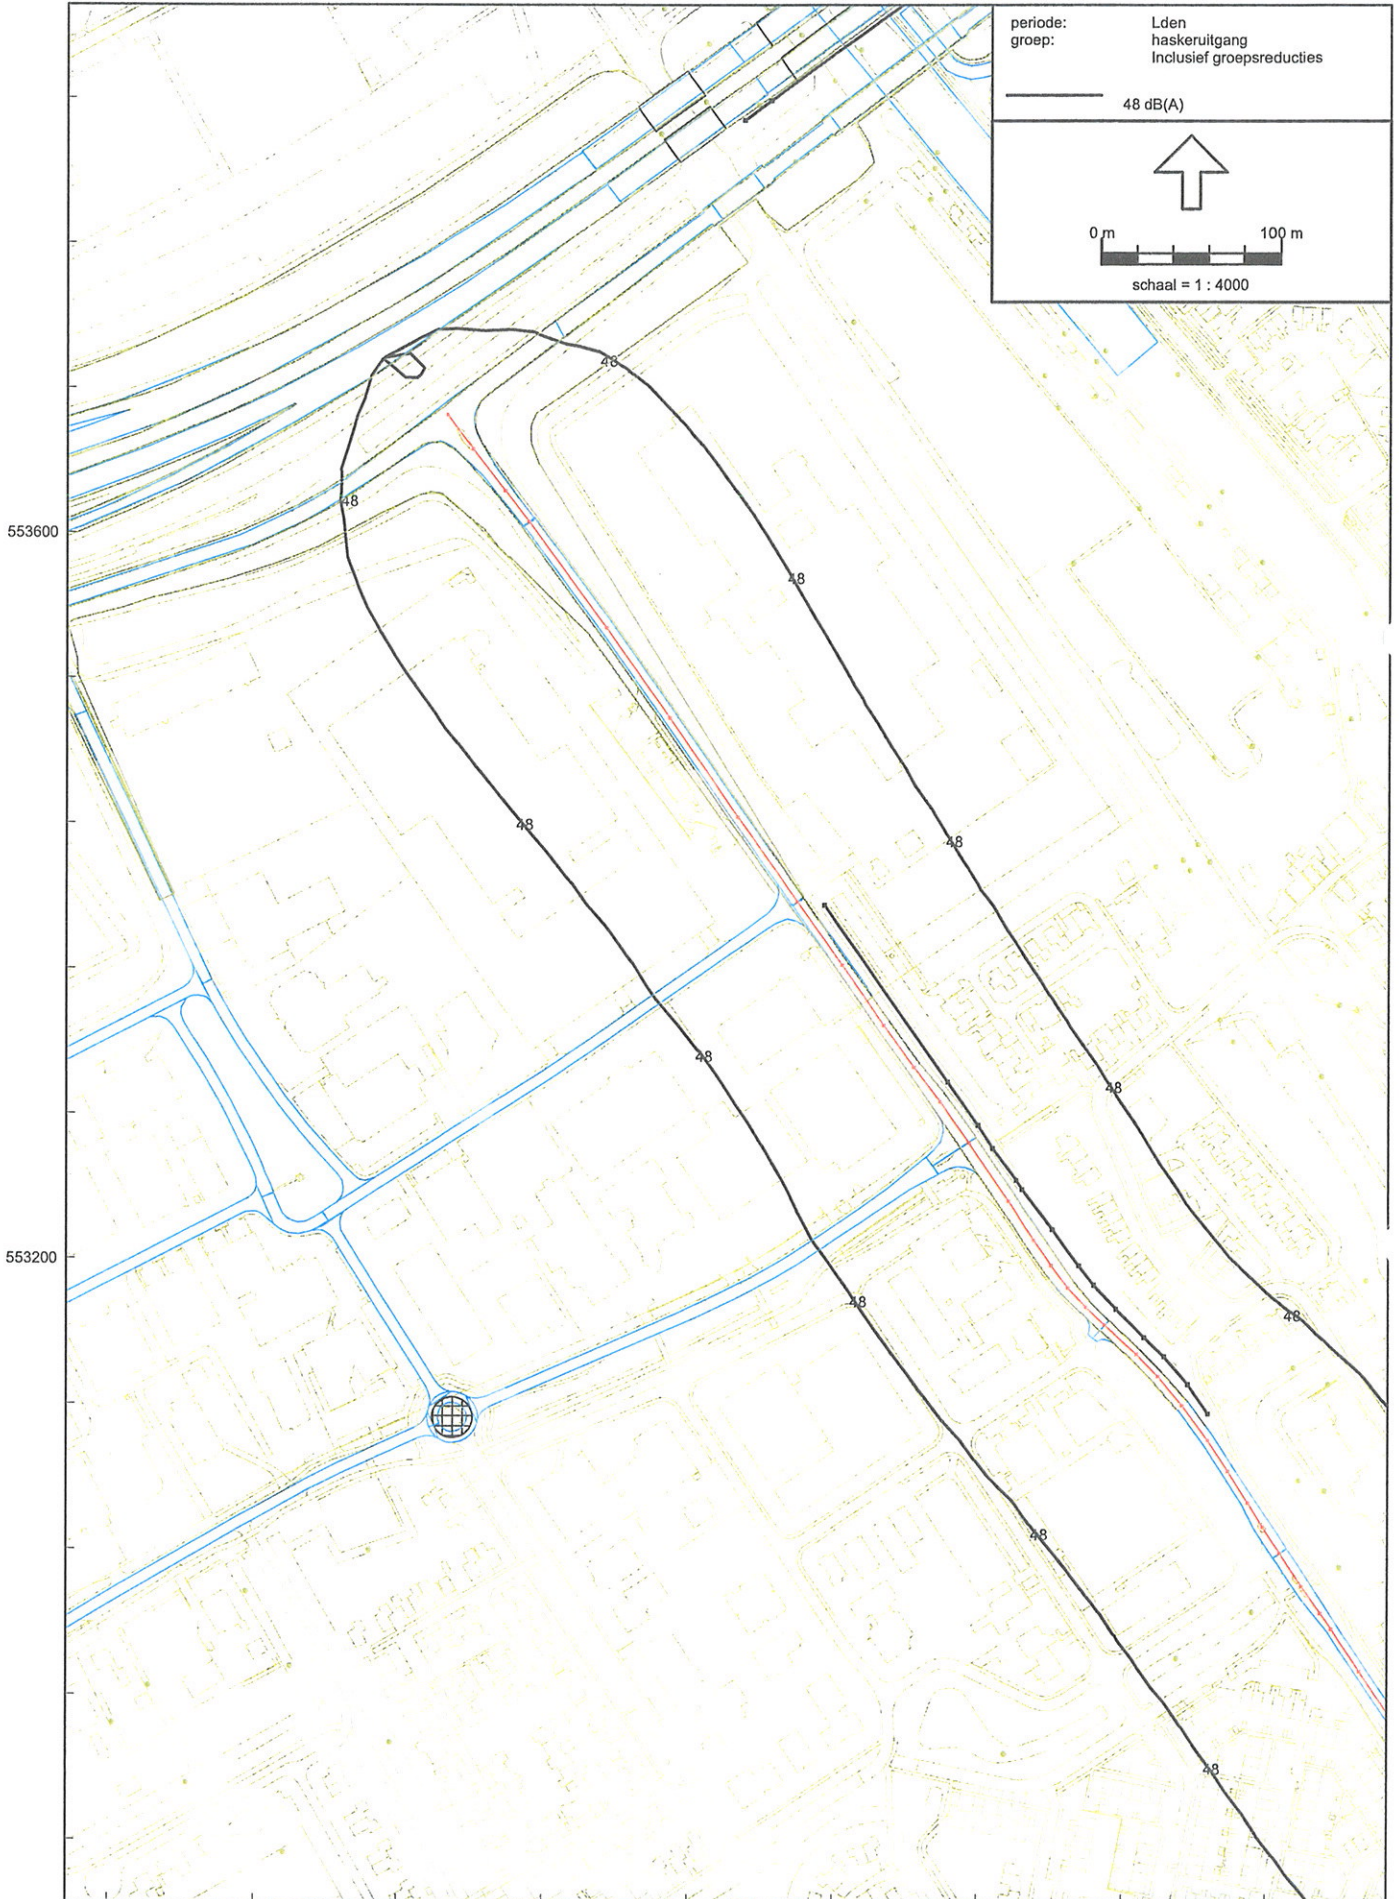 periode: Lden
groep: haskeruitgang
Inclusief groepsreducties
48 dB(A)
0 m 100 m
schaal = 1 : 4000
48
48
553600
48
48
48
48
48
553200
48
48
48
48